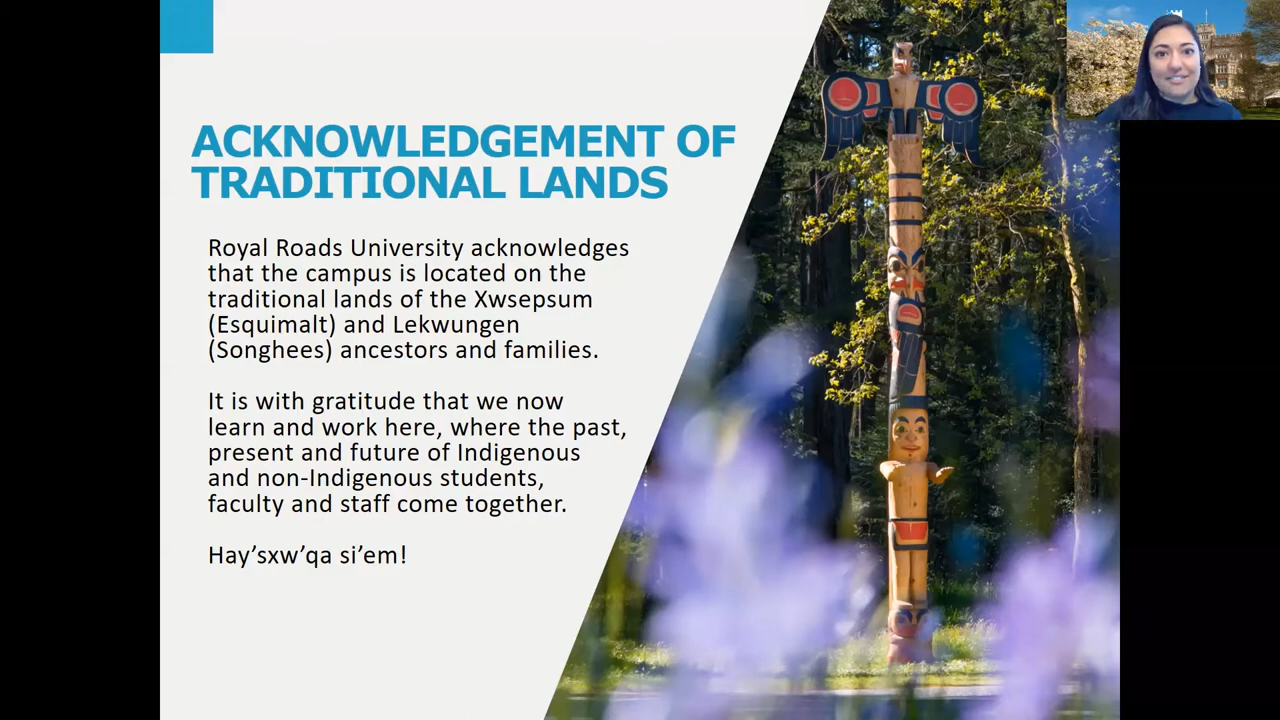 ACKNOWLEDGEMENT OF
TRADITIONAL LANDS
Royal Roads University acknowledges
that the campus is located on the
traditional lands of the Xwsepsum
(Esquimalt) and Lekwungen
(Songhees) ancestors and families.
It is with gratitude that we now
learn and work here, where the past,
present and future of Indigenous
and non-Indigenous students,
faculty and staff come together.
Hay’sxw’qa si’em!